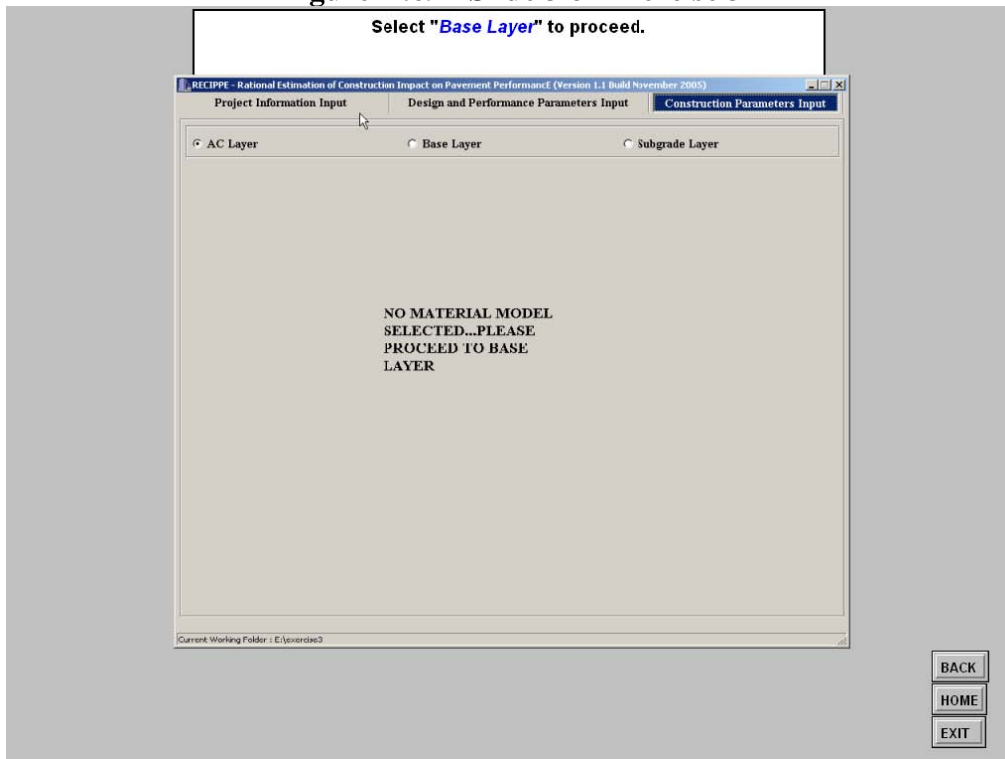 Select "Base Layer" to proceed.
RECIPPE - Rational Estimation of Construction Impact on Pavement PerformancE (Version 1.1 Build November 2005)
Project Information Input Design and Performance Parameters Input Construction Parameters Input
AC Layer Base Layer Subgrade Layer
NO MATERIAL MODEL
SELECTED...PLEASE
PROCEED TO BASE
LAYER
Current Working Folder : E:\exercise3
BACK
HOME
EXIT